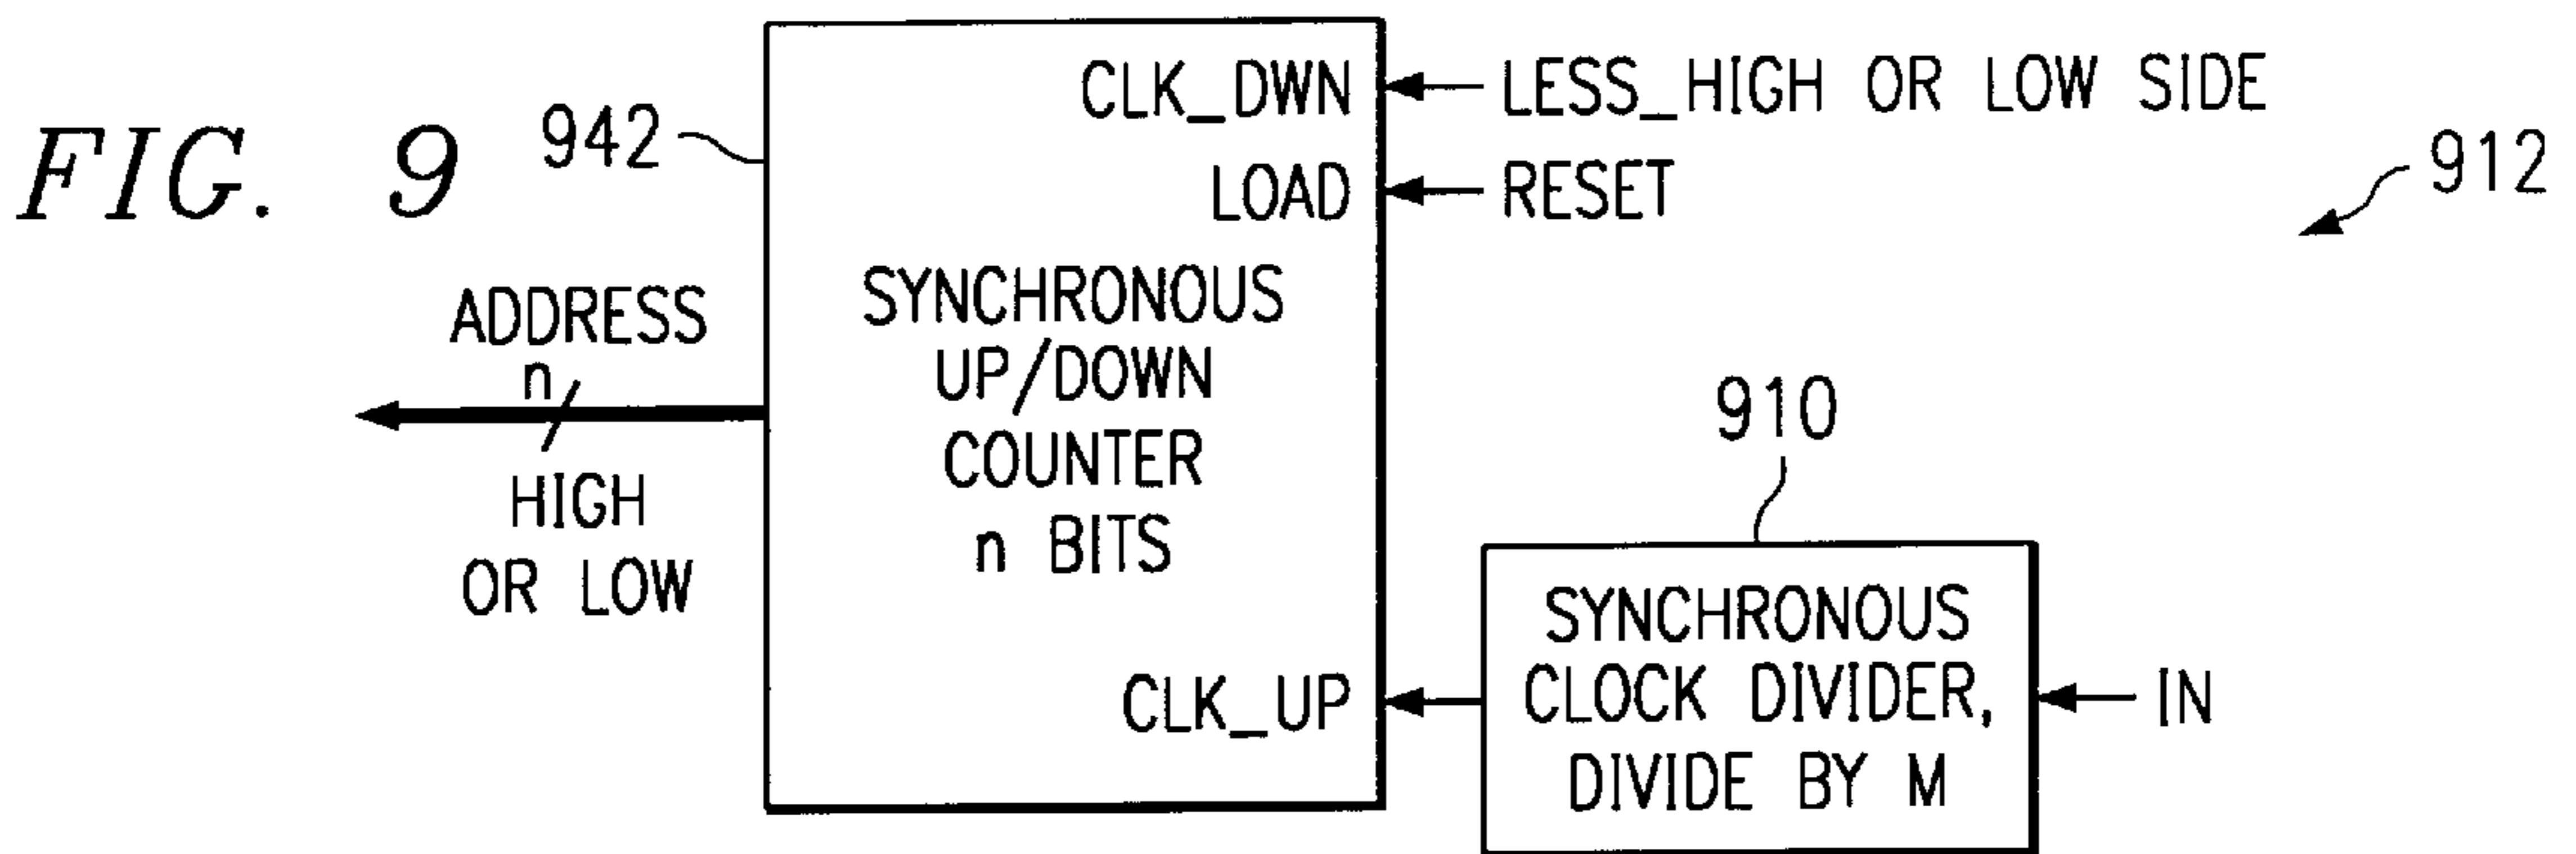 FIG. 9
942
CLK_DWN
LESS_HIGH OR LOW SIDE
912
LOAD
RESET
SYNCHRONOUS
UP/DOWN
COUNTER
n BITS
ADDRESS
n
HIGH
OR LOW
910
CLK_UP
SYNCHRONOUS
CLOCK DIVIDER,
DIVIDE BY M
IN